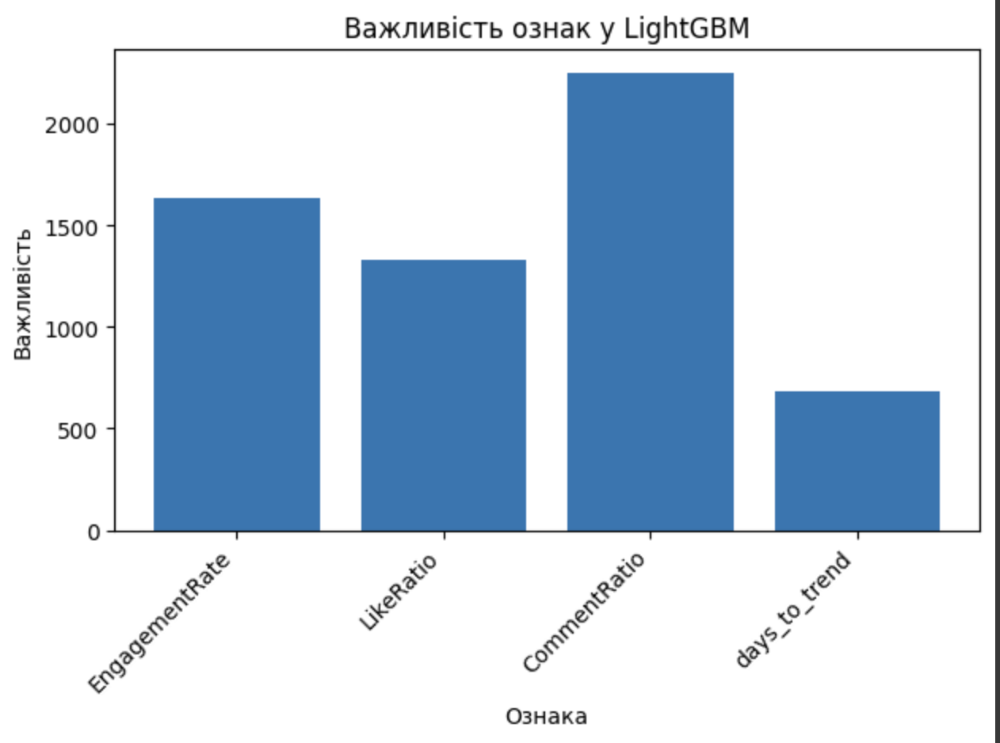 Важливість ознак у LightGBM
Важливість
2000
1500
1000
500
0
EngagementRate
LikeRatio
CommentRatio
days_to_trend
Ознака